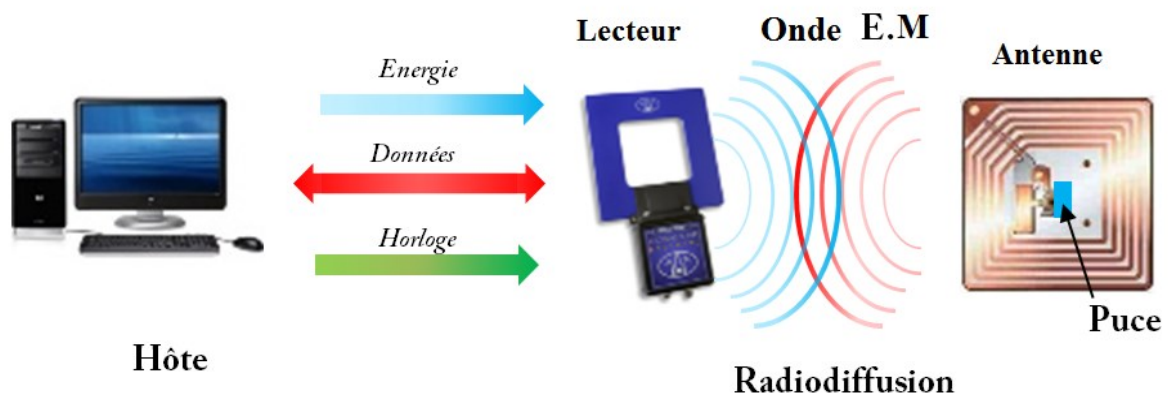 Lecteur
Onde E.M
Antenne
Energie
Données
Horloge
Puce
Hôte
Radiodiffusion